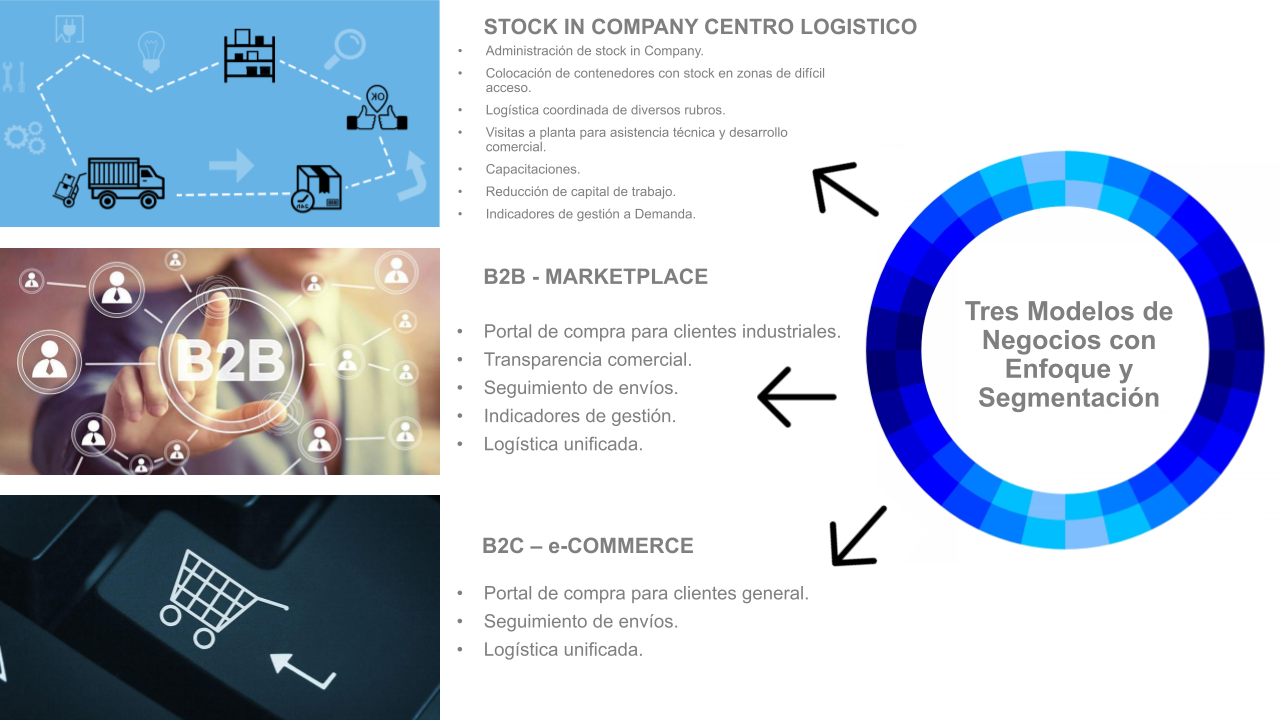 STOCK IN COMPANY CENTRO LOGISTICO
• Administración de stock in Company.
• Colocación de contenedores con stock en zonas de difícil
acceso.
• Logística coordinada de diversos rubros.
• Visitas a planta para asistencia técnica y desarrollo
comercial.
• Capacitaciones.
• Reducción de capital de trabajo.
• Indicadores de gestión a Demanda.
OK
B2B - MARKETPLACE
• Portal de compra para clientes industriales.
• Transparencia comercial.
• Seguimiento de envíos.
• Indicadores de gestión.
• Logística unificada.
B2B
B2C – e-COMMERCE
• Portal de compra para clientes general.
• Seguimiento de envíos.
• Logística unificada.
Tres Modelos de
Negocios con
Enfoque y
Segmentación